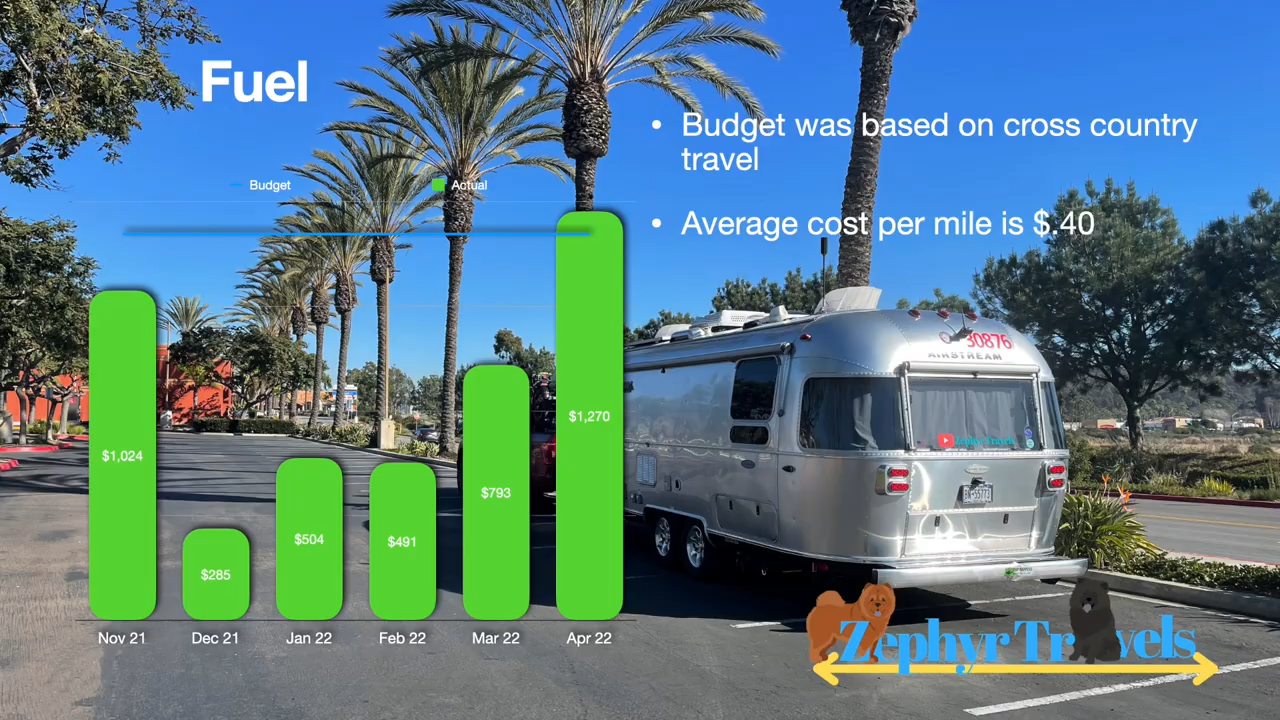 Fuel
• Budget was based on cross country
travel
• Average cost per mile is $.40
Budget
Actual
$1,024
$285
$504
$491
$793
$1,270
Nov 21
Dec 21
Jan 22
Feb 22
Mar 22
Apr 22
30876
AIRSTREAM
Zephyr Travels
Zephyr Travels